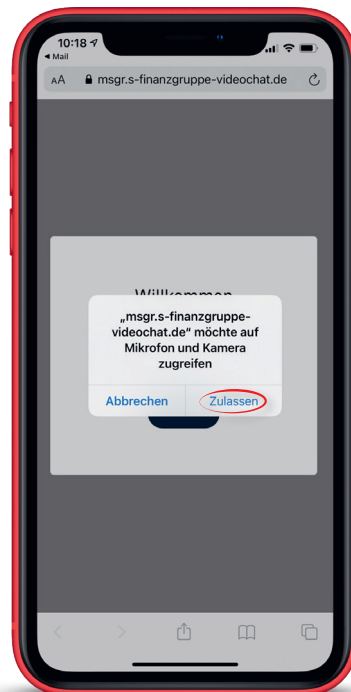 10:18
Mail
AA msgr.s-finanzgruppe-videochat.de
Willkommen
„msgr.s-finanzgruppe-
videochat.de“ möchte auf
Mikrofon und Kamera
zugreifen
Abbrechen Zulassen